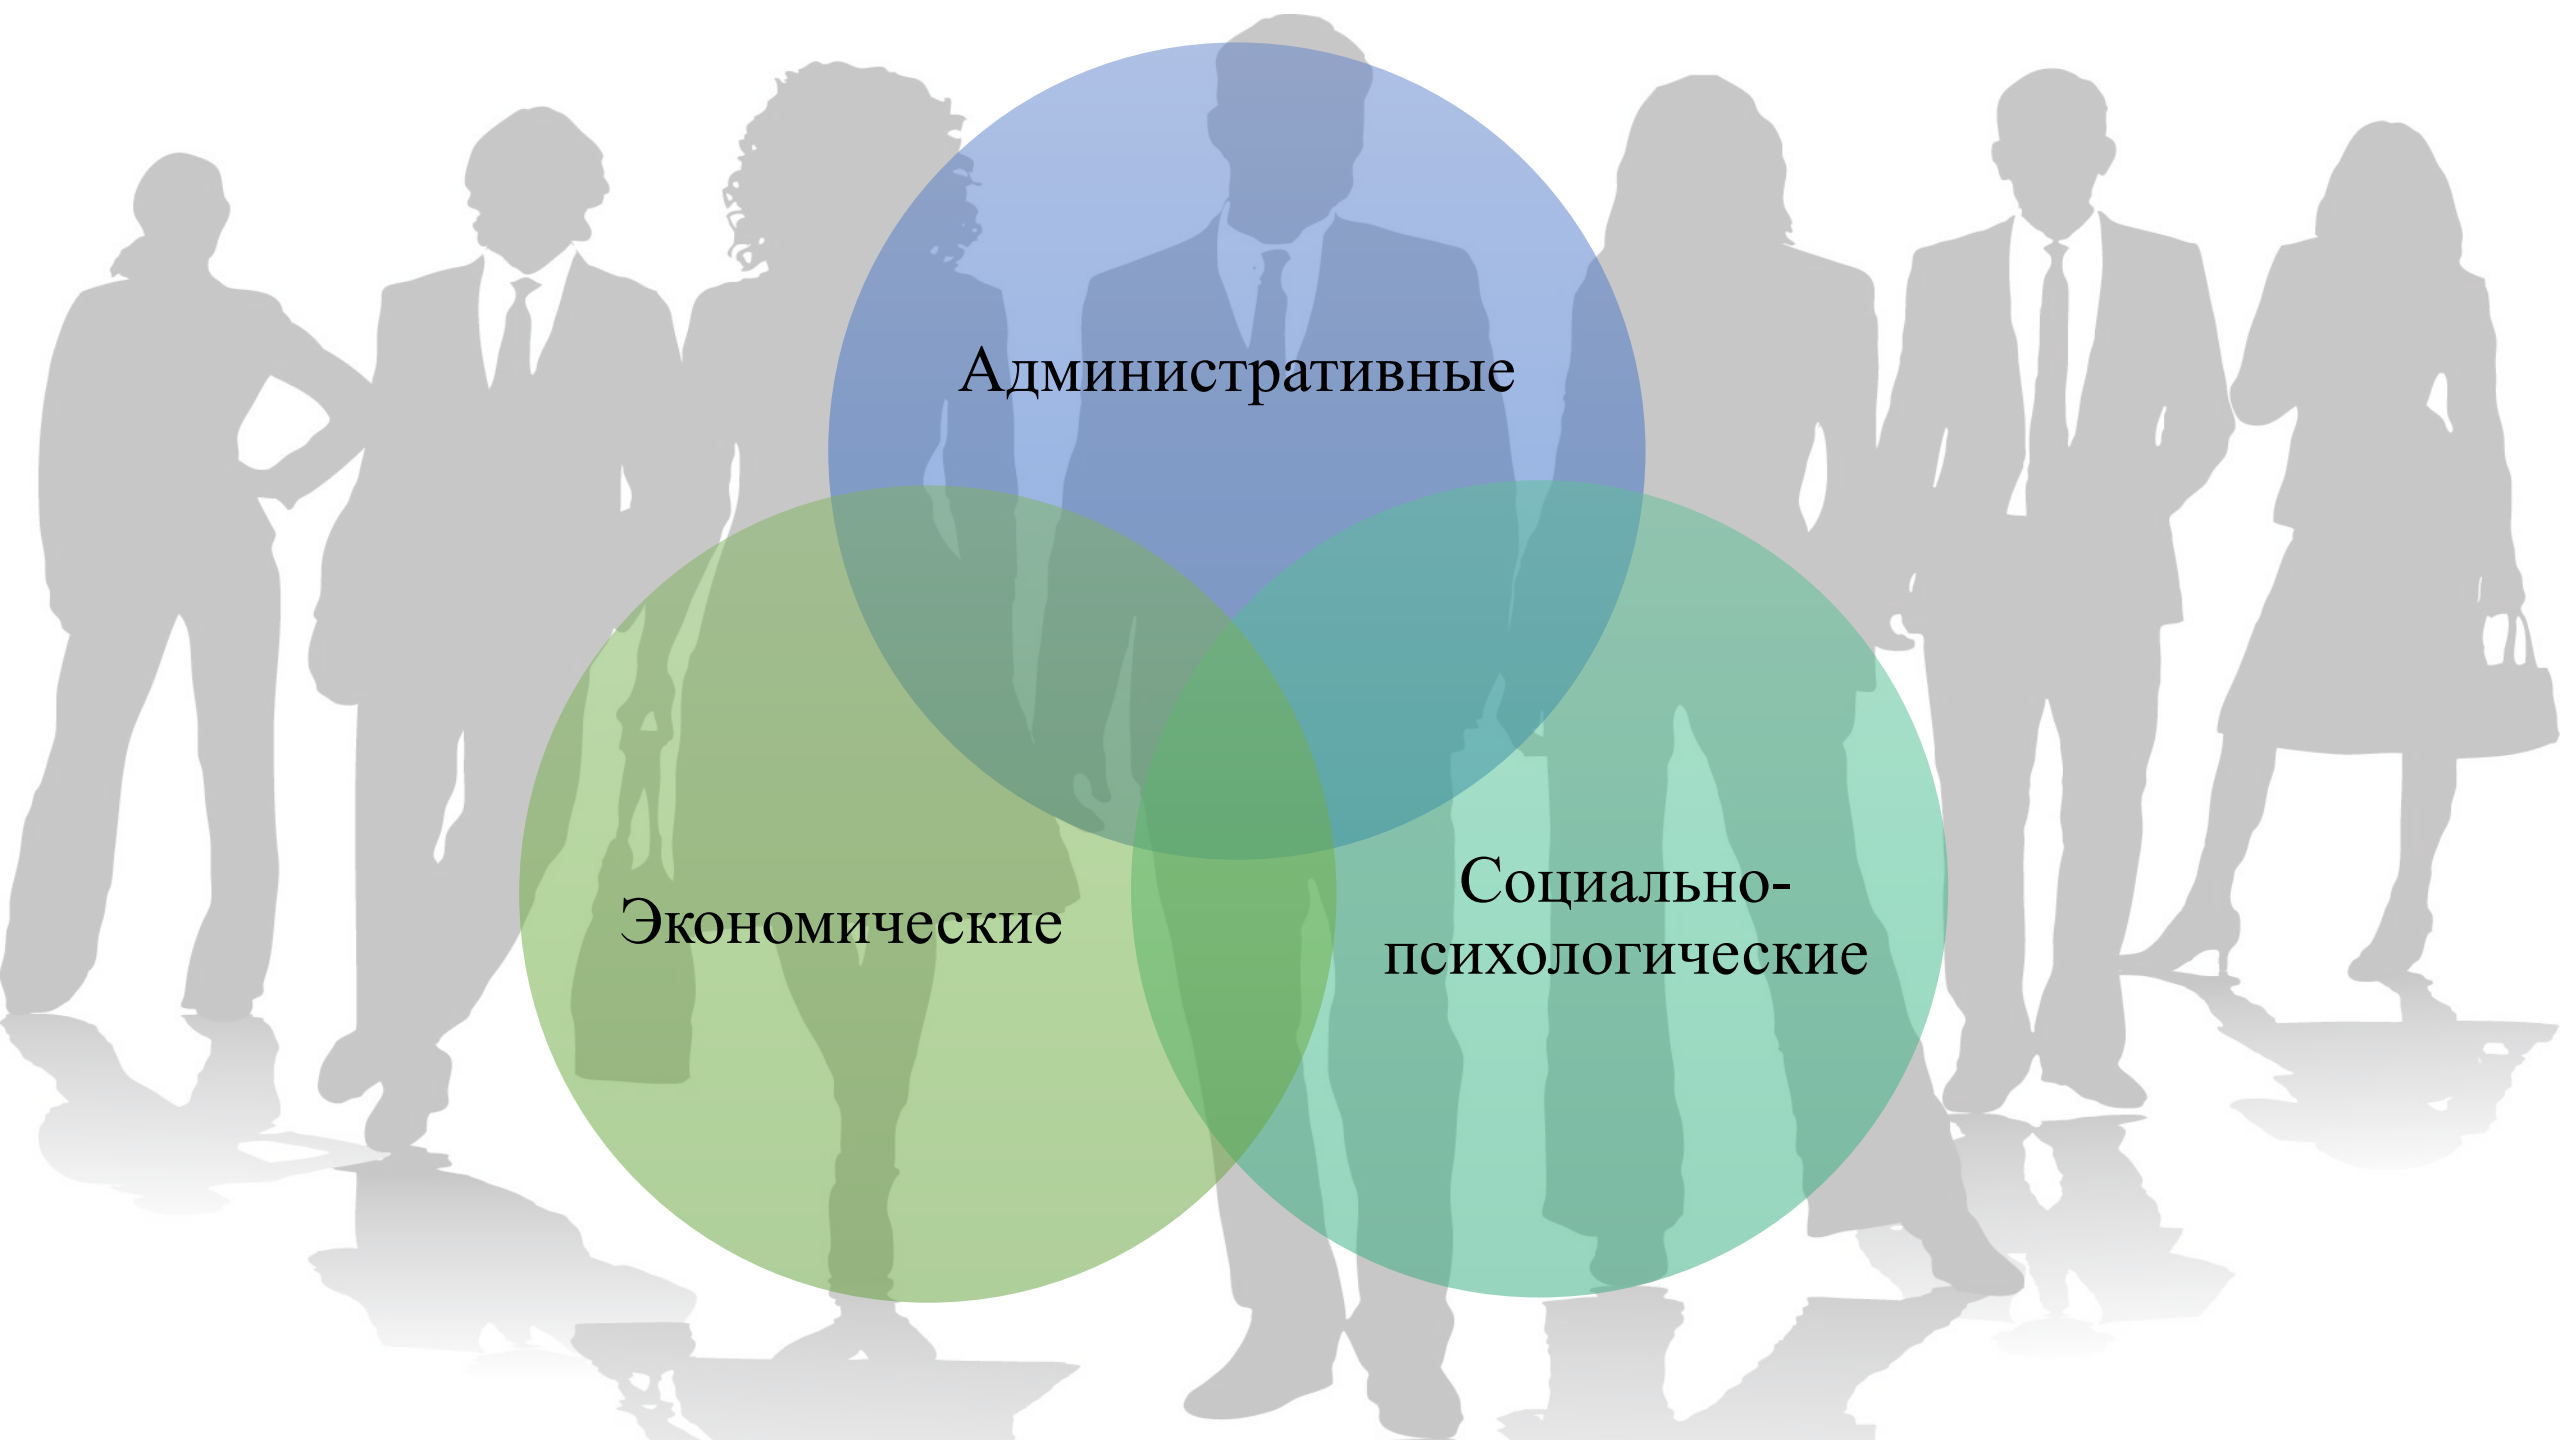 Административные
Экономические
Социально-
психологические